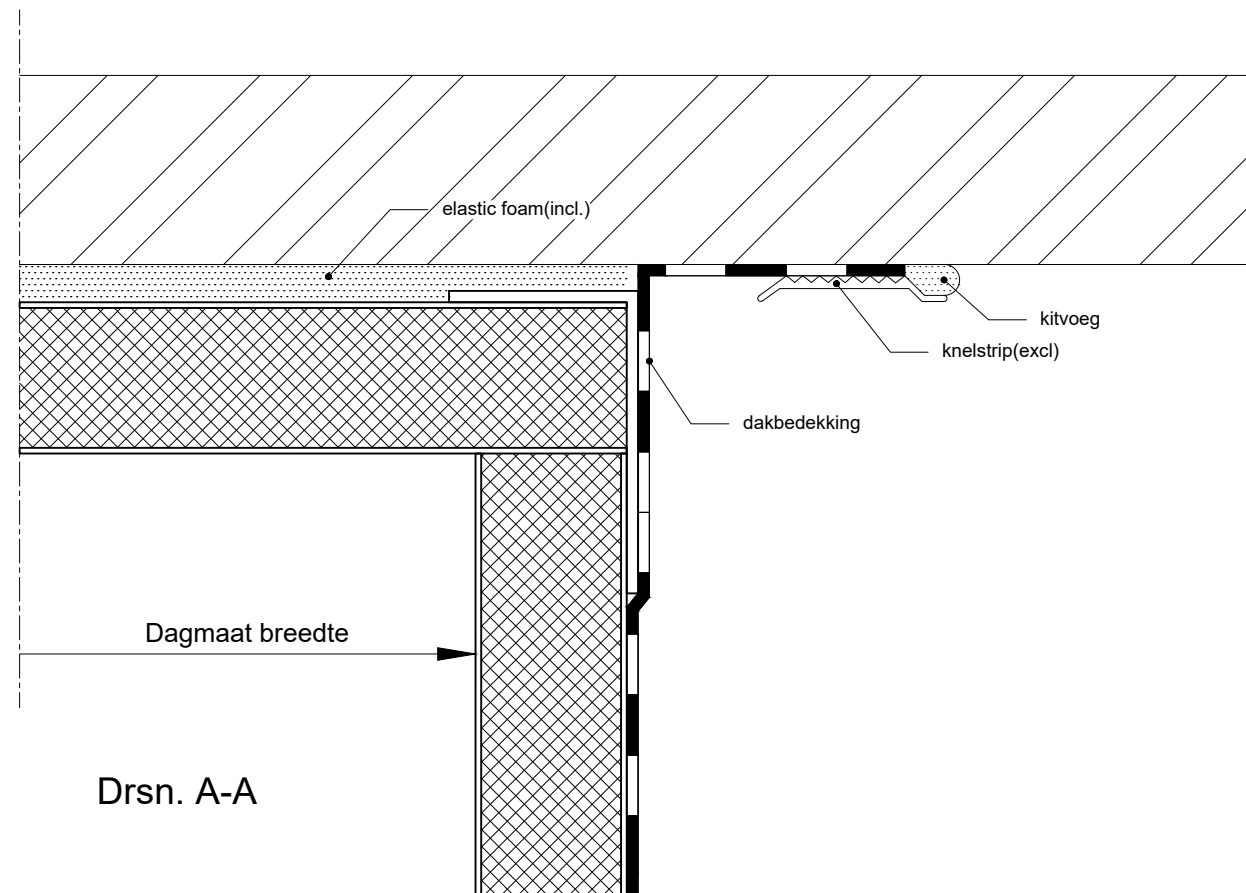 elastic foam(incl.)
kitvoeg
knelstrip(excl)
dakbedekking
Dagmaat breedte
Drsn. A-A